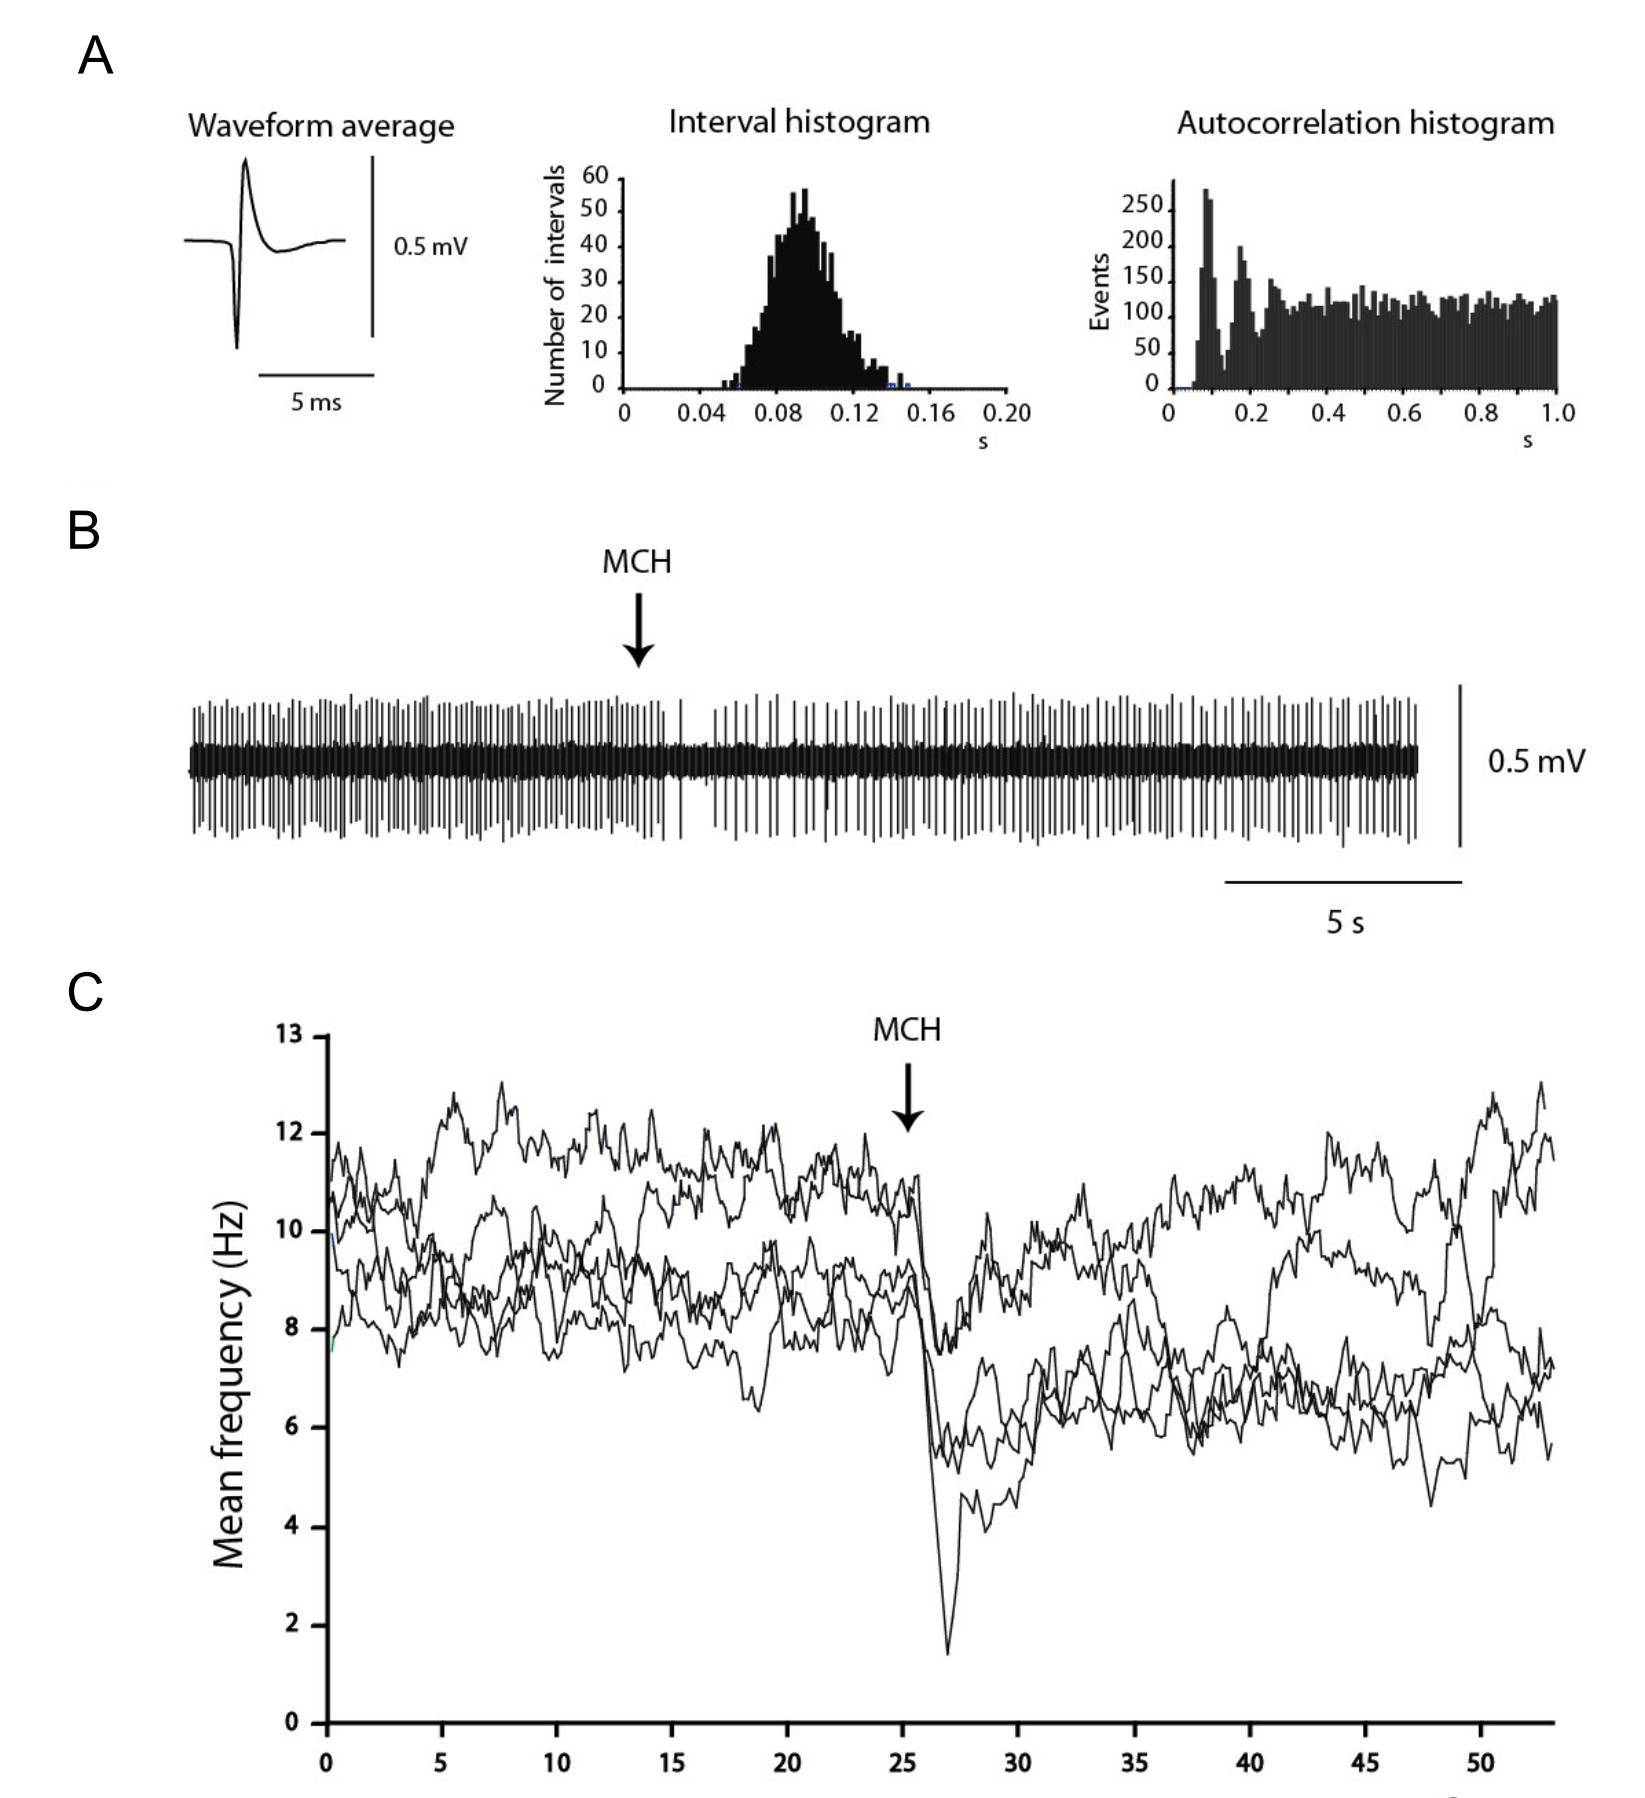 A
Waveform average
0.5 mV
5 ms
Interval histogram
Number of intervals
60
50
40
30
20
10
0
0 0.04 0.08 0.12 0.16 0.20
s
Autocorrelation histogram
Events
250
200
150
100
50
0
0 0.2 0.4 0.6 0.8 1.0
s
B
MCH
0.5 mV
5 s
C
MCH
Mean frequency (Hz)
13
12
10
8
6
4
2
0
0 5 10 15 20 25 30 35 40 45 50